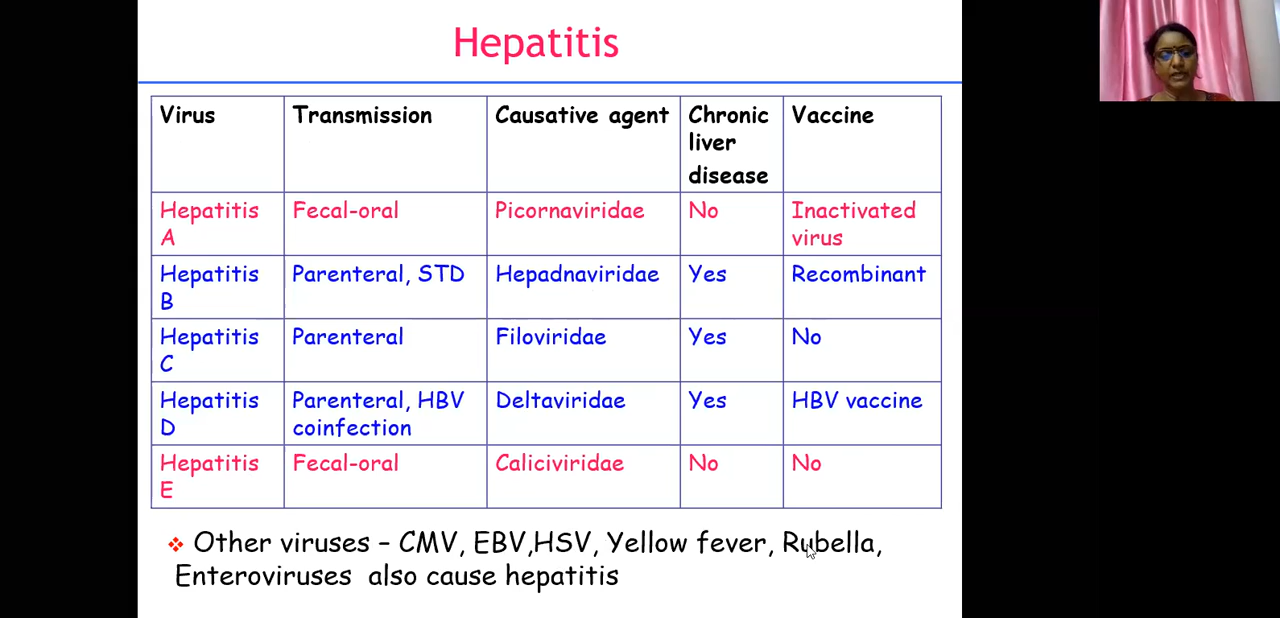 Hepatitis
Virus
Transmission
Causative agent
Chronic
liver
disease
Vaccine
Hepatitis
A
Fecal-oral
Picornaviridae
No
Inactivated
virus
Hepatitis
B
Parenteral, STD
Hepadnaviridae
Yes
Recombinant
Hepatitis
C
Parenteral
Filoviridae
Yes
No
Hepatitis
D
Parenteral, HBV
coinfection
Deltaviridae
Yes
HBV vaccine
Hepatitis
E
Fecal-oral
Caliciviridae
No
No
❖ Other viruses – CMV, EBV,HSV, Yellow fever, Rubella,
Enteroviruses also cause hepatitis